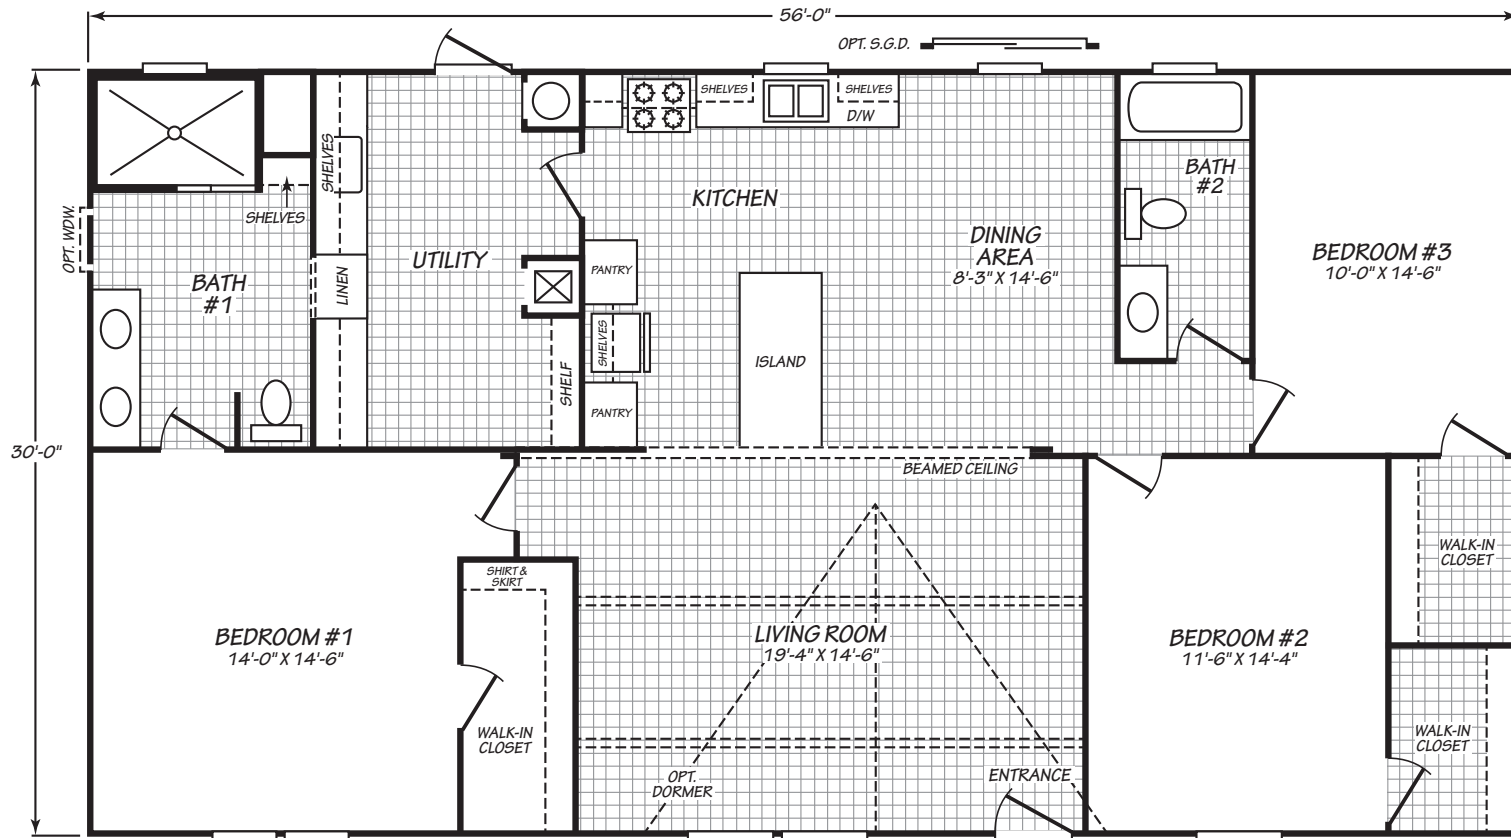 56'-0"
OPT. S.G.D.
SHELVES
SHELVES
D/W
SHELVES
KITCHEN
BATH
#2
OPT. WDW.
SHELVES
BATH
#1
LINEN
UTILITY
PANTRY
DINING
AREA
8'-3" X 14'-6"
BEDROOM #3
10'-0" X 14'-6"
SHELVES
ISLAND
SHELF
PANTRY
30'-0"
BEAMED CEILING
WALK-IN
CLOSET
SHIRT &
SKIRT
BEDROOM #1
14'-0" X 14'-6"
LIVING ROOM
19'-4" X 14'-6"
BEDROOM #2
11'-6" X 14'-4"
WALK-IN
CLOSET
WALK-IN
CLOSET
OPT.
DORMER
ENTRANCE